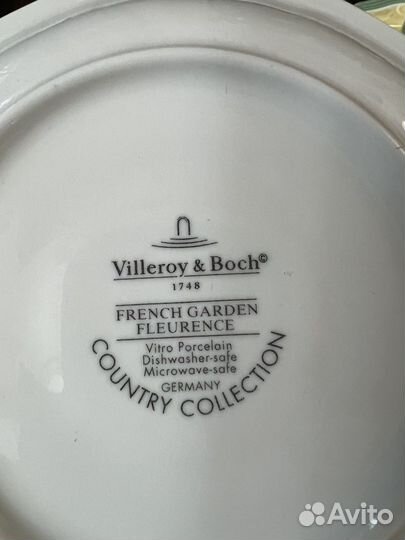 Villeroy & Boch©
1748
FRENCH GARDEN
FLEURENCE
Vitro Porcelain
Dishwasher-safe
Microwave-safe
GERMANY
COUNTRY COLLECTION
Avito